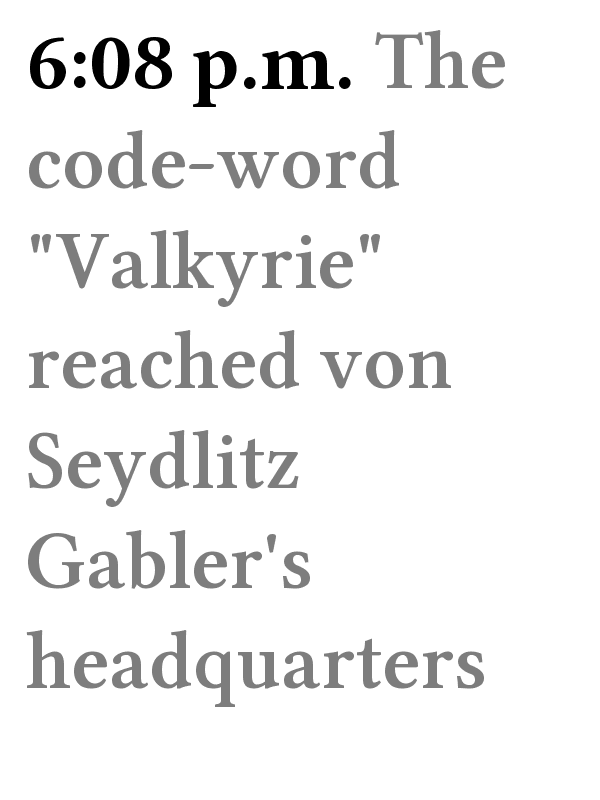 6:08 p.m. The
code-word
"Valkyrie"
reached von
Seydlitz
Gabler's
headquarters